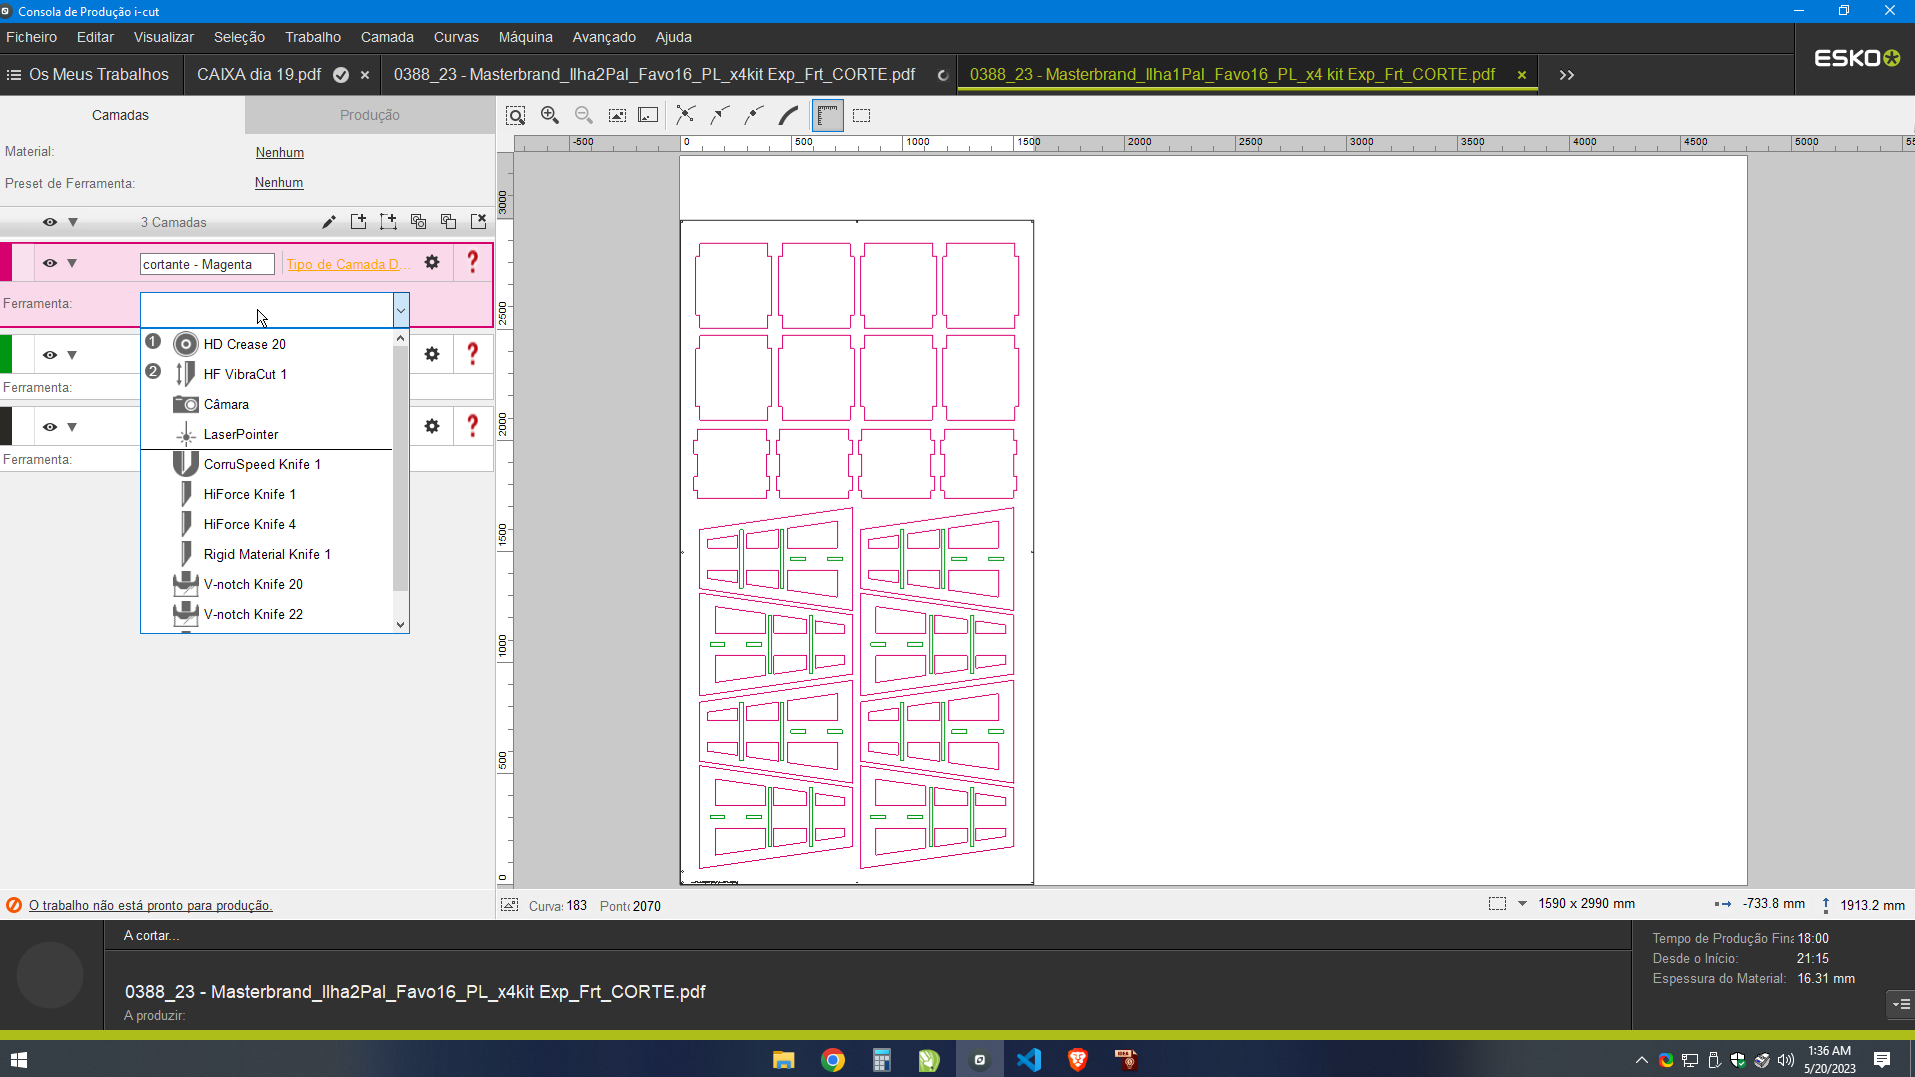 Consola de Produção i-cut
Ficheiro Editar Visualizar Seleção Trabalho Camada Curvas Máquina Avançado Ajuda
Os Meus Trabalhos CAIXA dia 19.pdf × 0388_23 - Masterbrand_Ilha2Pal_Favo16_PL_x4kit Exp_Frt_CORTE.pdf 0388_23 - Masterbrand_Ilha1Pal_Favo16_PL_x4 kit Exp_Frt_CORTE.pdf × >>
ESKO
Camadas Produção
Material: Nenhum
Preset de Ferramenta: Nenhum
3 Camadas
cortante - Magenta Tipo de Camada D... ?
Ferramenta:
1 HD Crease 20
2 HF VibraCut 1
Câmara
LaserPointer
CorruSpeed Knife 1
HiForce Knife 1
HiForce Knife 4
Rigid Material Knife 1
V-notch Knife 20
V-notch Knife 22
?
Ferramenta:
?
Ferramenta:
-500 0 500 1000 1500 2000 2500 3000 3500 4000 4500 5000 55
3000
2500
2000
1500
1000
500
0
O trabalho não está pronto para produção.
Curva: 183 Ponto 2070
1590 x 2990 mm -733.8 mm 1913.2 mm
A cortar...
0388_23 - Masterbrand_Ilha2Pal_Favo16_PL_x4kit Exp_Frt_CORTE.pdf
A produzir:
Tempo de Produção Fina 18:00
Desde o Início: 21:15
Espessura do Material: 16.31 mm
1:36 AM
5/20/2023